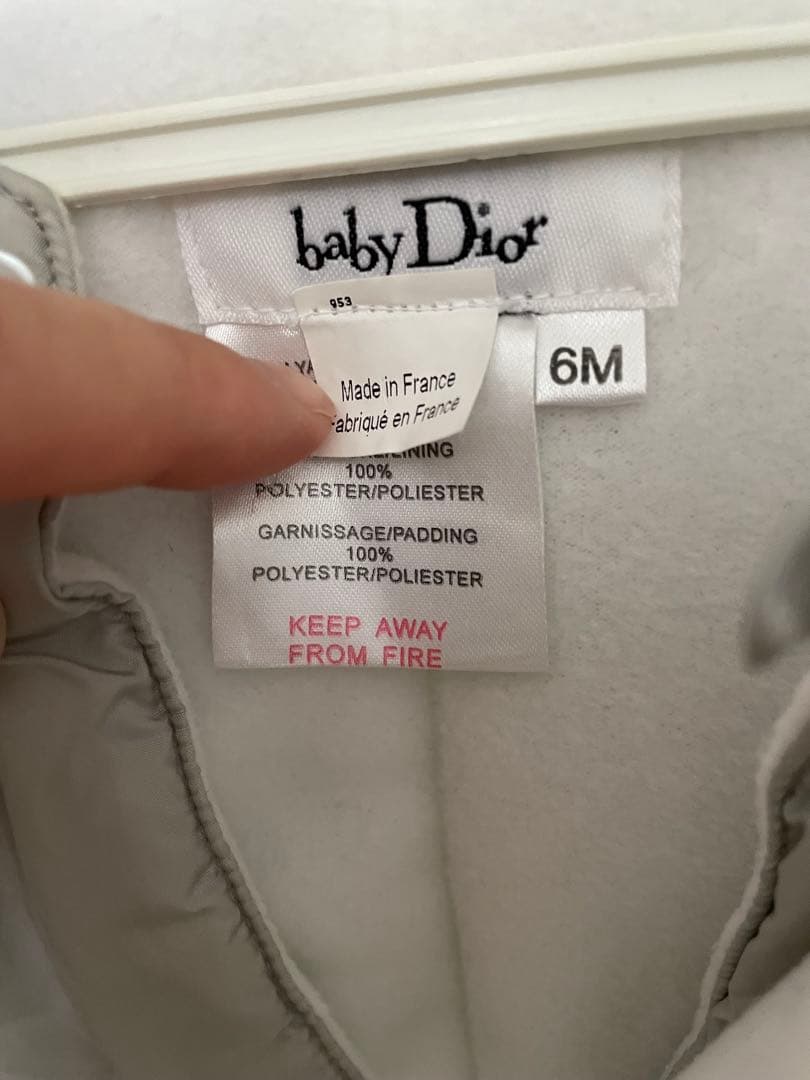 baby Dior
953
6M
Made in France
Fabriqué en France
100%
POLYESTER/POLIESTER
GARNISSAGE/PADDING
100%
POLYESTER/POLIESTER
KEEP AWAY
FROM FIRE